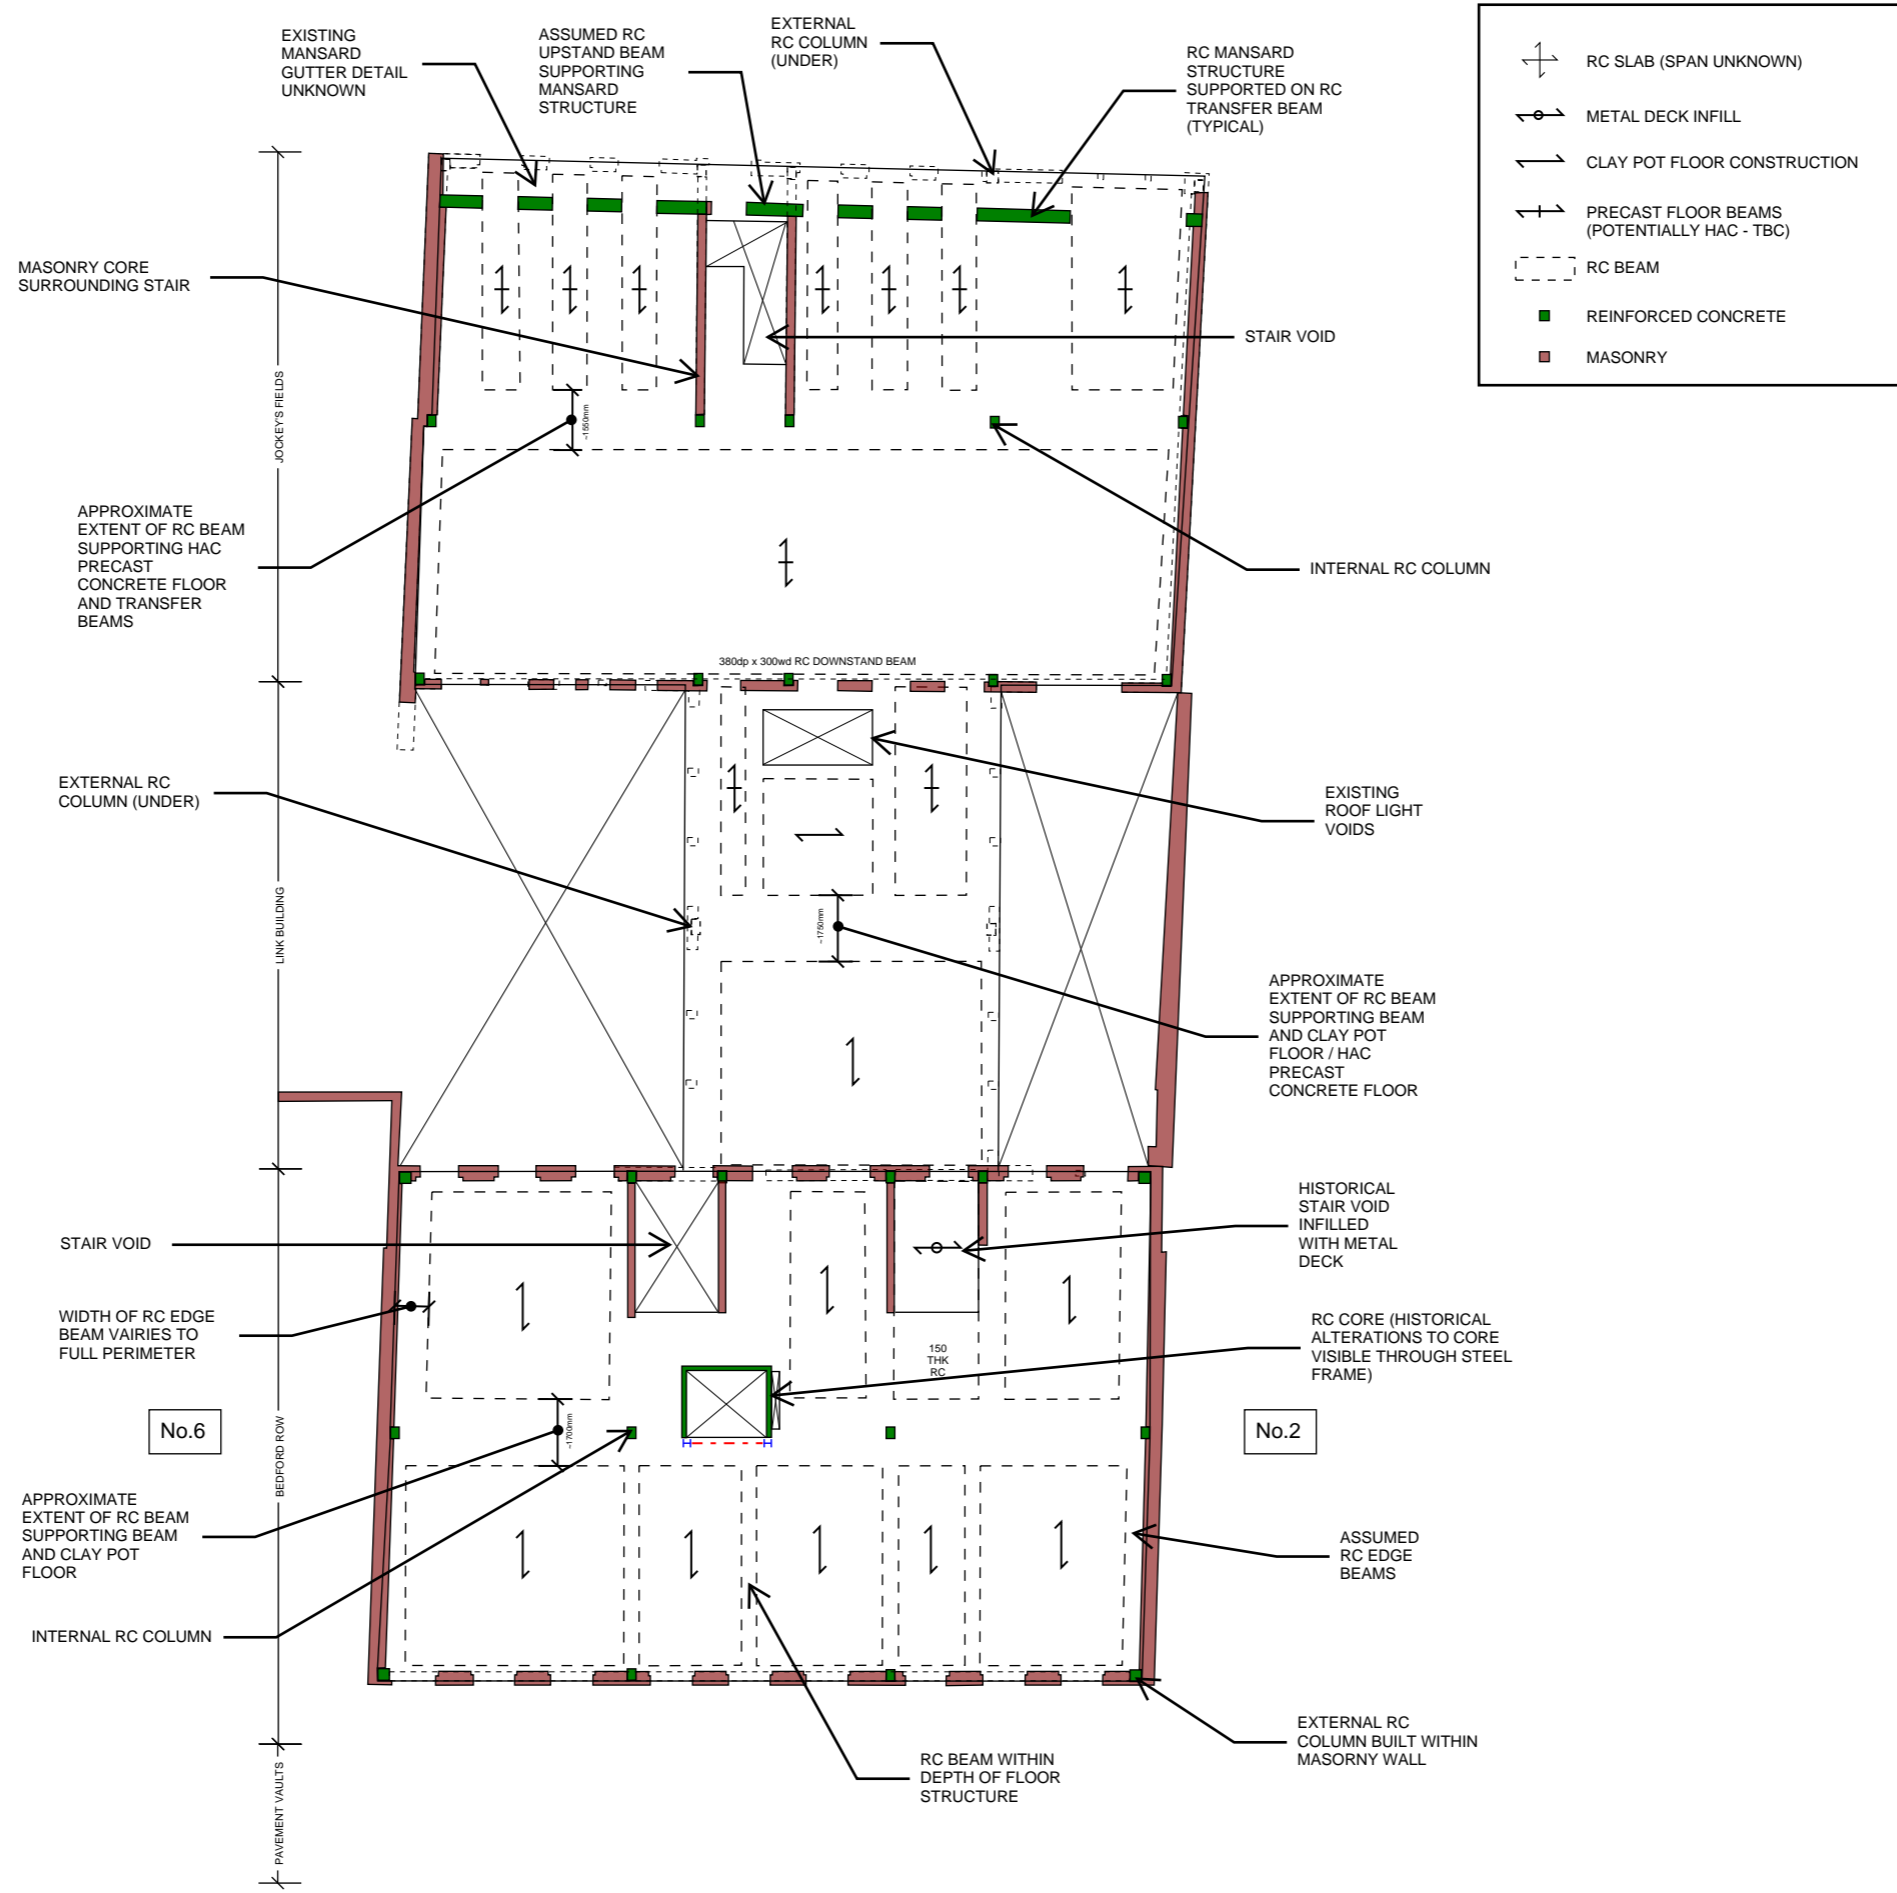 EXISTING
MANSARD
GUTTER DETAIL
UNKNOWN
ASSUMED RC
UPSTAND BEAM
SUPPORTING
MANSARD
STRUCTURE
EXTERNAL
RC COLUMN
(UNDER)
RC MANSARD
STRUCTURE
SUPPORTED ON RC
TRANSFER BEAM
(TYPICAL)
RC SLAB (SPAN UNKNOWN)
METAL DECK INFILL
CLAY POT FLOOR CONSTRUCTION
PRECAST FLOOR BEAMS
(POTENTIALLY HAC - TBC)
RC BEAM
REINFORCED CONCRETE
MASONRY
MASONRY CORE
SURROUNDING STAIR
STAIR VOID
JOCKEY'S FIELDS
~1550mm
APPROXIMATE
EXTENT OF RC BEAM
SUPPORTING HAC
PRECAST
CONCRETE FLOOR
AND TRANSFER
BEAMS
INTERNAL RC COLUMN
380dp x 300wd RC DOWNSTAND BEAM
EXTERNAL RC
COLUMN (UNDER)
EXISTING
ROOF LIGHT
VOIDS
LINK BUILDING
~1750mm
APPROXIMATE
EXTENT OF RC BEAM
SUPPORTING BEAM
AND CLAY POT
FLOOR / HAC
PRECAST
CONCRETE FLOOR
STAIR VOID
HISTORICAL
STAIR VOID
INFILLED
WITH METAL
DECK
WIDTH OF RC EDGE
BEAM VAIRIES TO
FULL PERIMETER
150
THK
RC
RC CORE (HISTORICAL
ALTERATIONS TO CORE
VISIBLE THROUGH STEEL
FRAME)
No.6
BEDFORD ROW
~1700mm
No.2
APPROXIMATE
EXTENT OF RC BEAM
SUPPORTING BEAM
AND CLAY POT
FLOOR
ASSUMED
RC EDGE
BEAMS
INTERNAL RC COLUMN
EXTERNAL RC
COLUMN BUILT WITHIN
MASORNY WALL
RC BEAM WITHIN
DEPTH OF FLOOR
STRUCTURE
PAVEMENT VAULTS